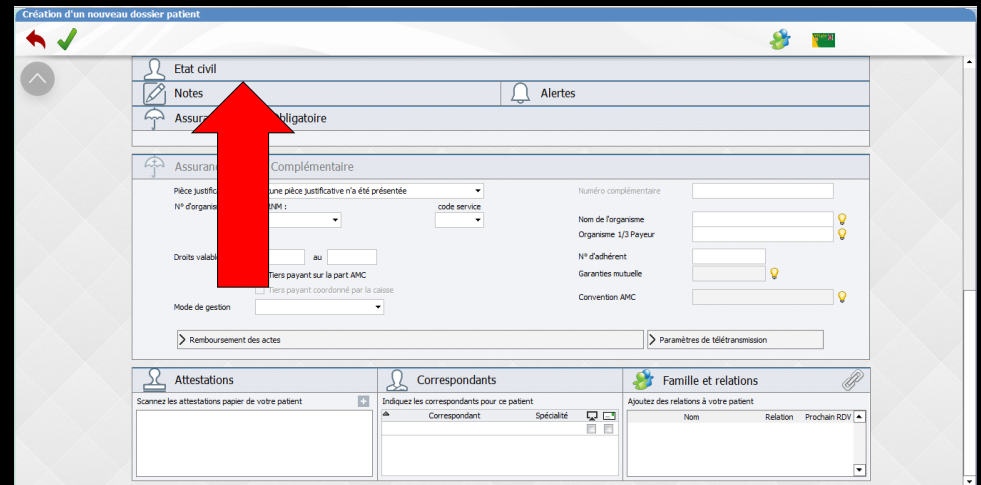 Création d'un nouveau dossier patient
Etat civil
Notes
Alertes
Assura bligatoire
Assuran Complémentaire
Pièce justific une pièce justificative n'a été présentée
Numéro complémentaire
N° d'organis RNM : code service
Nom de l'organisme
Organisme 1/3 Payeur
Droits valabl au
N° d'adhérent
Tiers payant sur la part AMC
Garanties mutuelle
Tiers payant coordonné par la caisse
Convention AMC
Mode de gestion
Remboursement des actes
Paramètres de télétransmission
Attestations
Correspondants
Famille et relations
Scannez les attestations papier de votre patient
Indiquez les correspondants pour ce patient
Ajoutez des relations à votre patient
Correspondant Spécialité
Nom Relation Prochain RDV